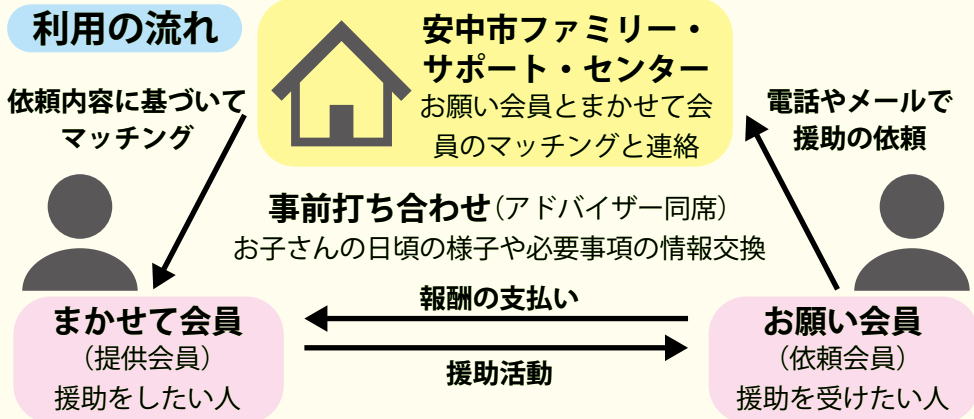 利用の流れ
安中市ファミリー・
サポート・センター
お願い会員とまかせて会
員のマッチングと連絡
依頼内容に基づいて
マッチング
電話やメールで
援助の依頼
事前打ち合わせ（アドバイザー同席）
お子さんの日頃の様子や必要事項の情報交換
報酬の支払い
援助活動
まかせて会員
（提供会員）
援助をしたい人
お願い会員
（依頼会員）
援助を受けたい人